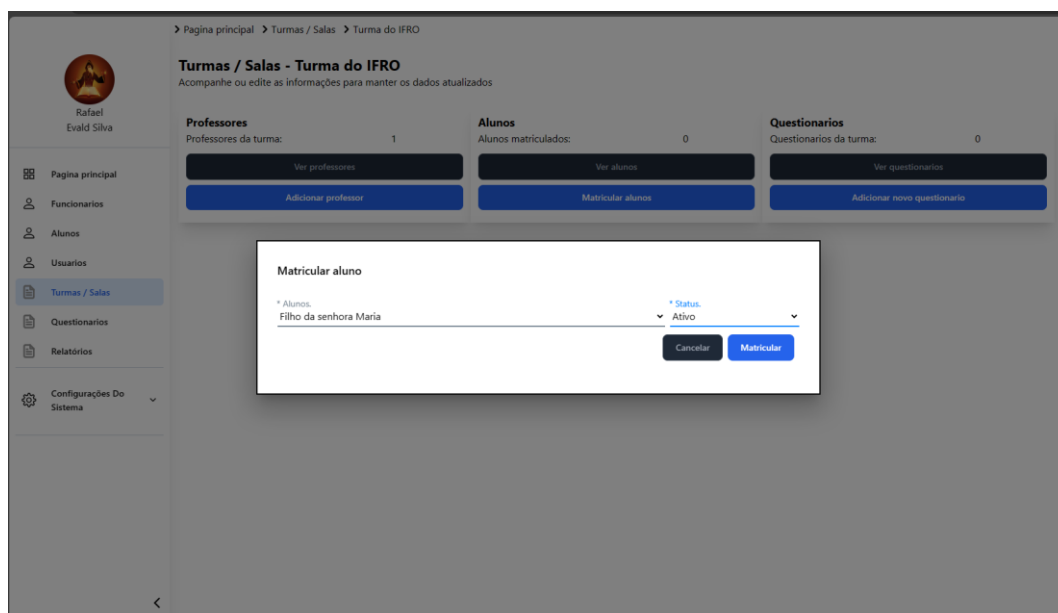 Pagina principal Turmas / Salas Turma do IFRO
Rafael
Evald Silva
Pagina principal
Funcionarios
Alunos
Usuarios
Turmas / Salas
Questionarios
Relatórios
Configurações Do
Sistema
Turmas / Salas - Turma do IFRO
Acompanhe ou edite as informações para manter os dados atualizados
Professores
Professores da turma: 1
Ver professores
Adicionar professor
Alunos
Alunos matriculados: 0
Ver alunos
Matricular alunos
Questionarios
Questionarios da turma: 0
Ver questionarios
Adicionar novo questionario
Matricular aluno
* Alunos.
Filho da senhora Maria
* Status.
Ativo
Cancelar
Matricular